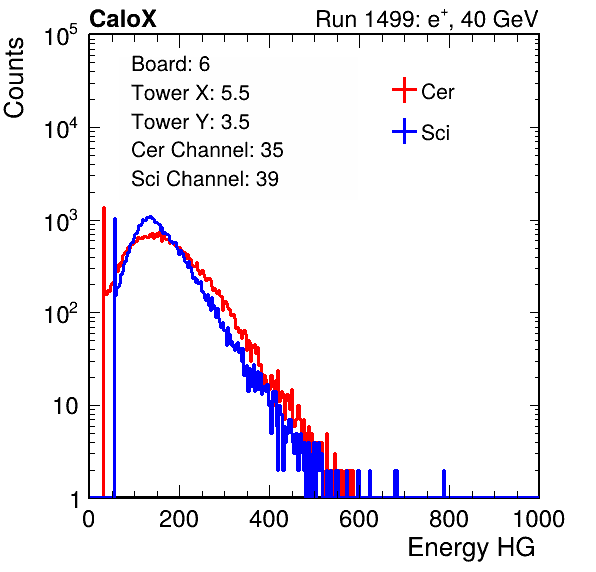 CaloX Run 1499: e⁺, 40 GeV
Counts
10⁵
10⁴
10³
10²
10
1
Board: 6
Tower X: 5.5
Tower Y: 3.5
Cer Channel: 35
Sci Channel: 39
Cer
Sci
0 200 400 600 800 1000
Energy HG